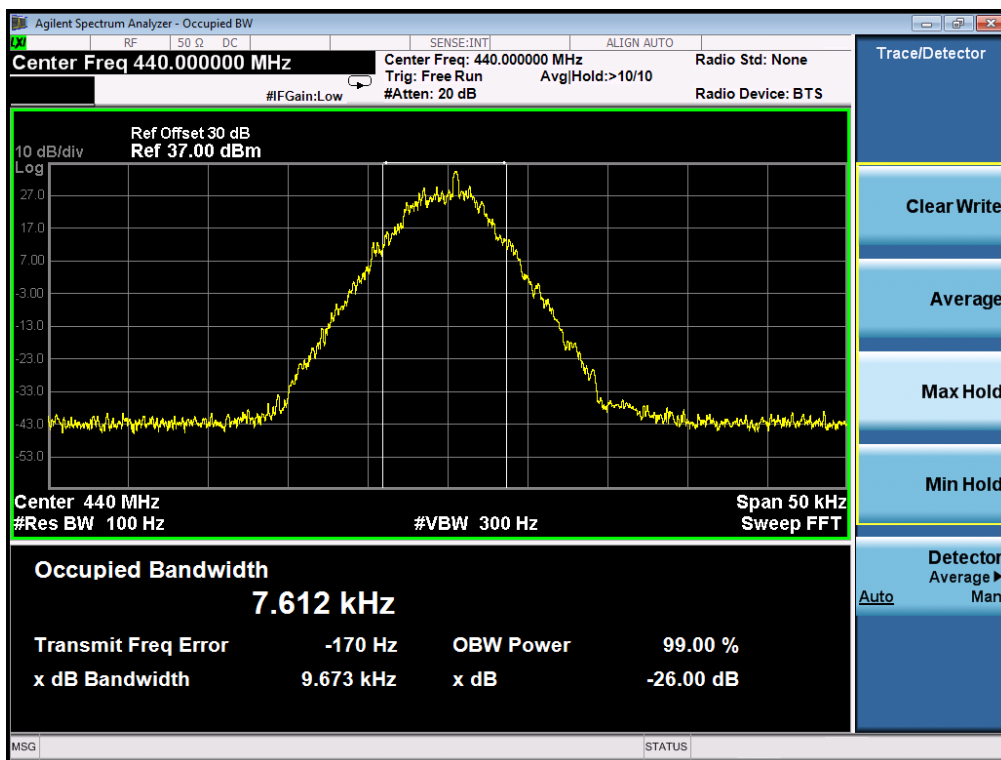 Agilent Spectrum Analyzer - Occupied BW
LXI
RF 50 Ω DC SENSE:INT ALIGN AUTO
Center Freq 440.000000 MHz
Center Freq: 440.000000 MHz Radio Std: None
Trig: Free Run Avg|Hold:>10/10
#IFGain:Low #Atten: 20 dB Radio Device: BTS
Ref Offset 30 dB
10 dB/div Ref 37.00 dBm
Log
27.0
17.0
7.00
-3.00
-13.0
-23.0
-33.0
-43.0
-53.0
Center 440 MHz Span 50 kHz
#Res BW 100 Hz #VBW 300 Hz Sweep FFT
Occupied Bandwidth
7.612 kHz
Transmit Freq Error -170 Hz OBW Power 99.00 %
x dB Bandwidth 9.673 kHz x dB -26.00 dB
MSG STATUS
Trace/Detector
Clear Write
Average
Max Hold
Min Hold
Detector
Average
Auto Man